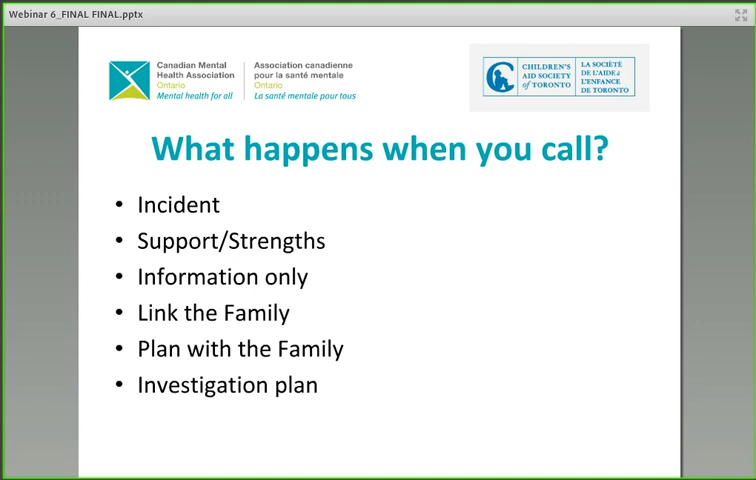 Webinar 6_FINAL FINAL.pptx
Canadian Mental
Health Association
Ontario
Mental health for all
Association canadienne
pour la santé mentale
Ontario
La santé mentale pour tous
CHILDREN'S
AID SOCIETY
of TORONTO
LA SOCIÉTÉ
DE L'AIDE à
L'ENFANCE
DE TORONTO
What happens when you call?
• Incident
• Support/Strengths
• Information only
• Link the Family
• Plan with the Family
• Investigation plan